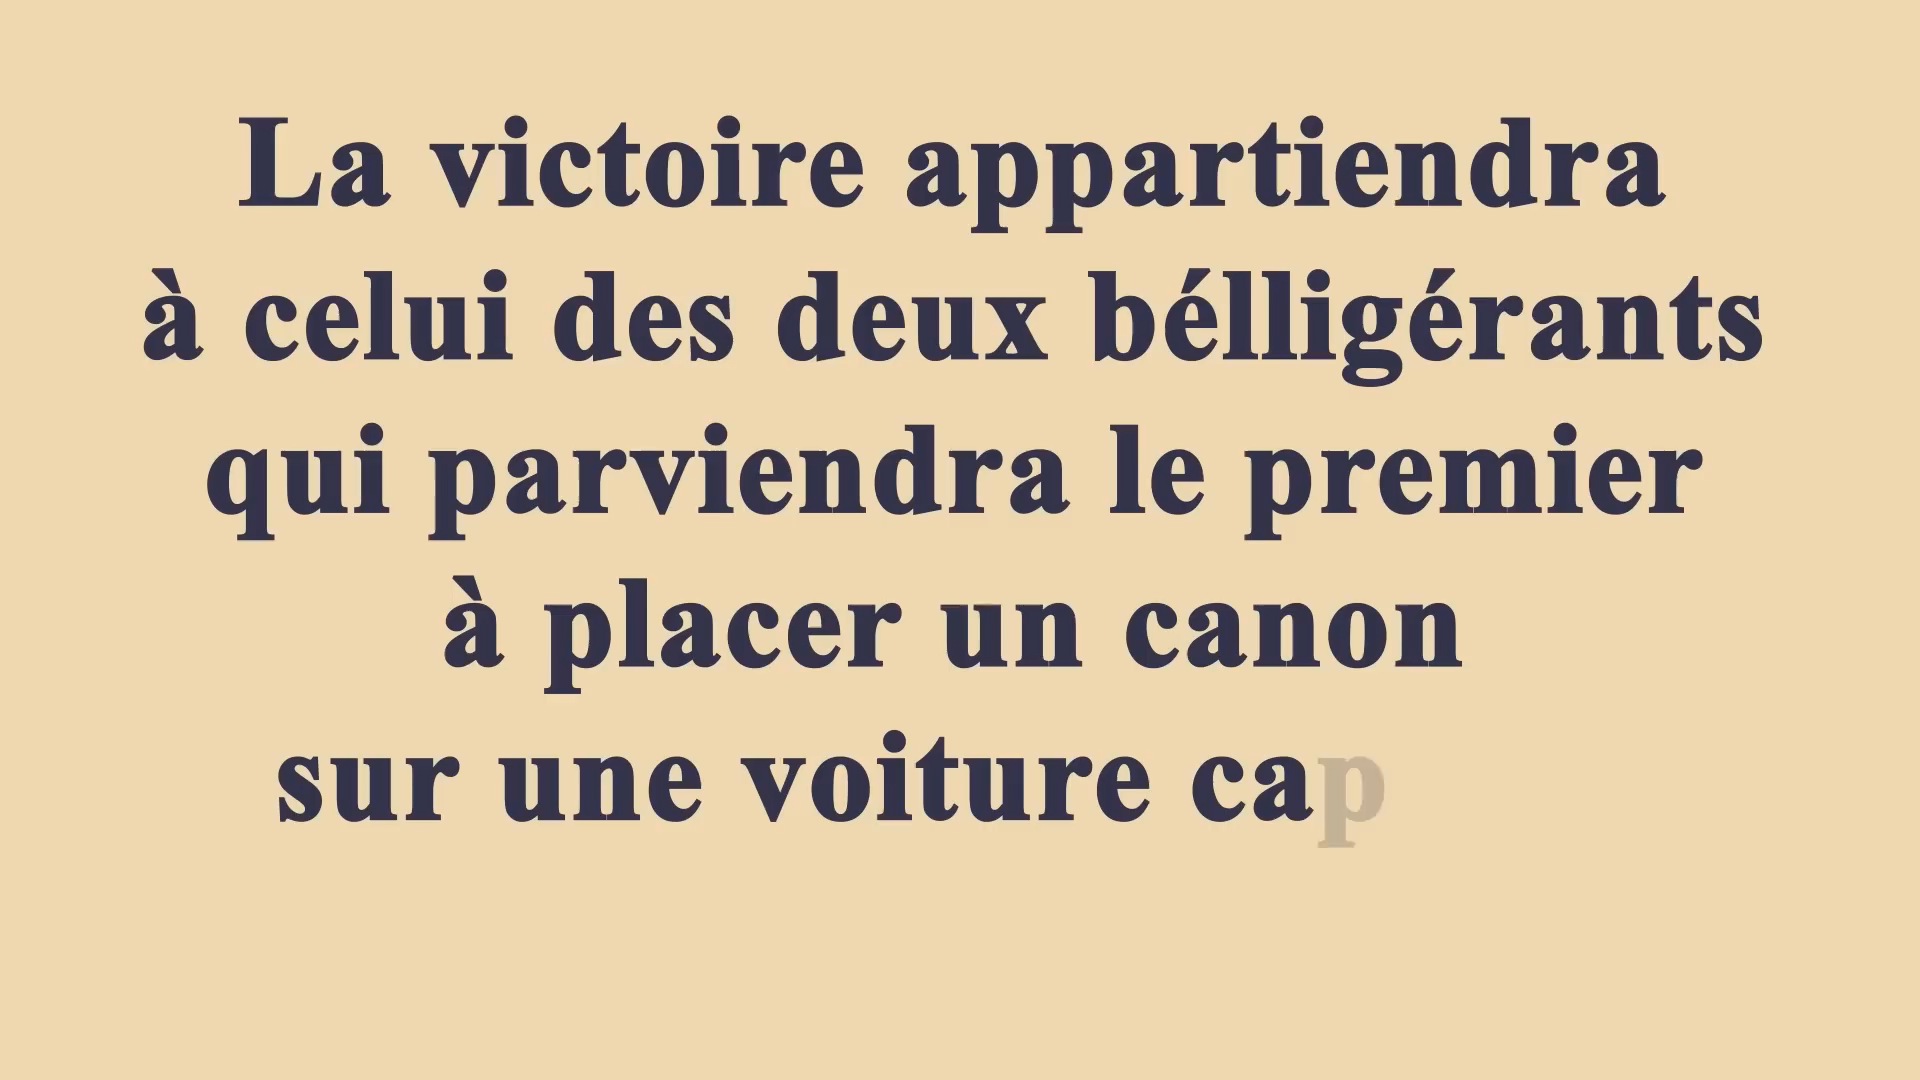 La victoire appartiendra
à celui des deux bélligérants
qui parviendra le premier
à placer un canon
sur une voiture cap